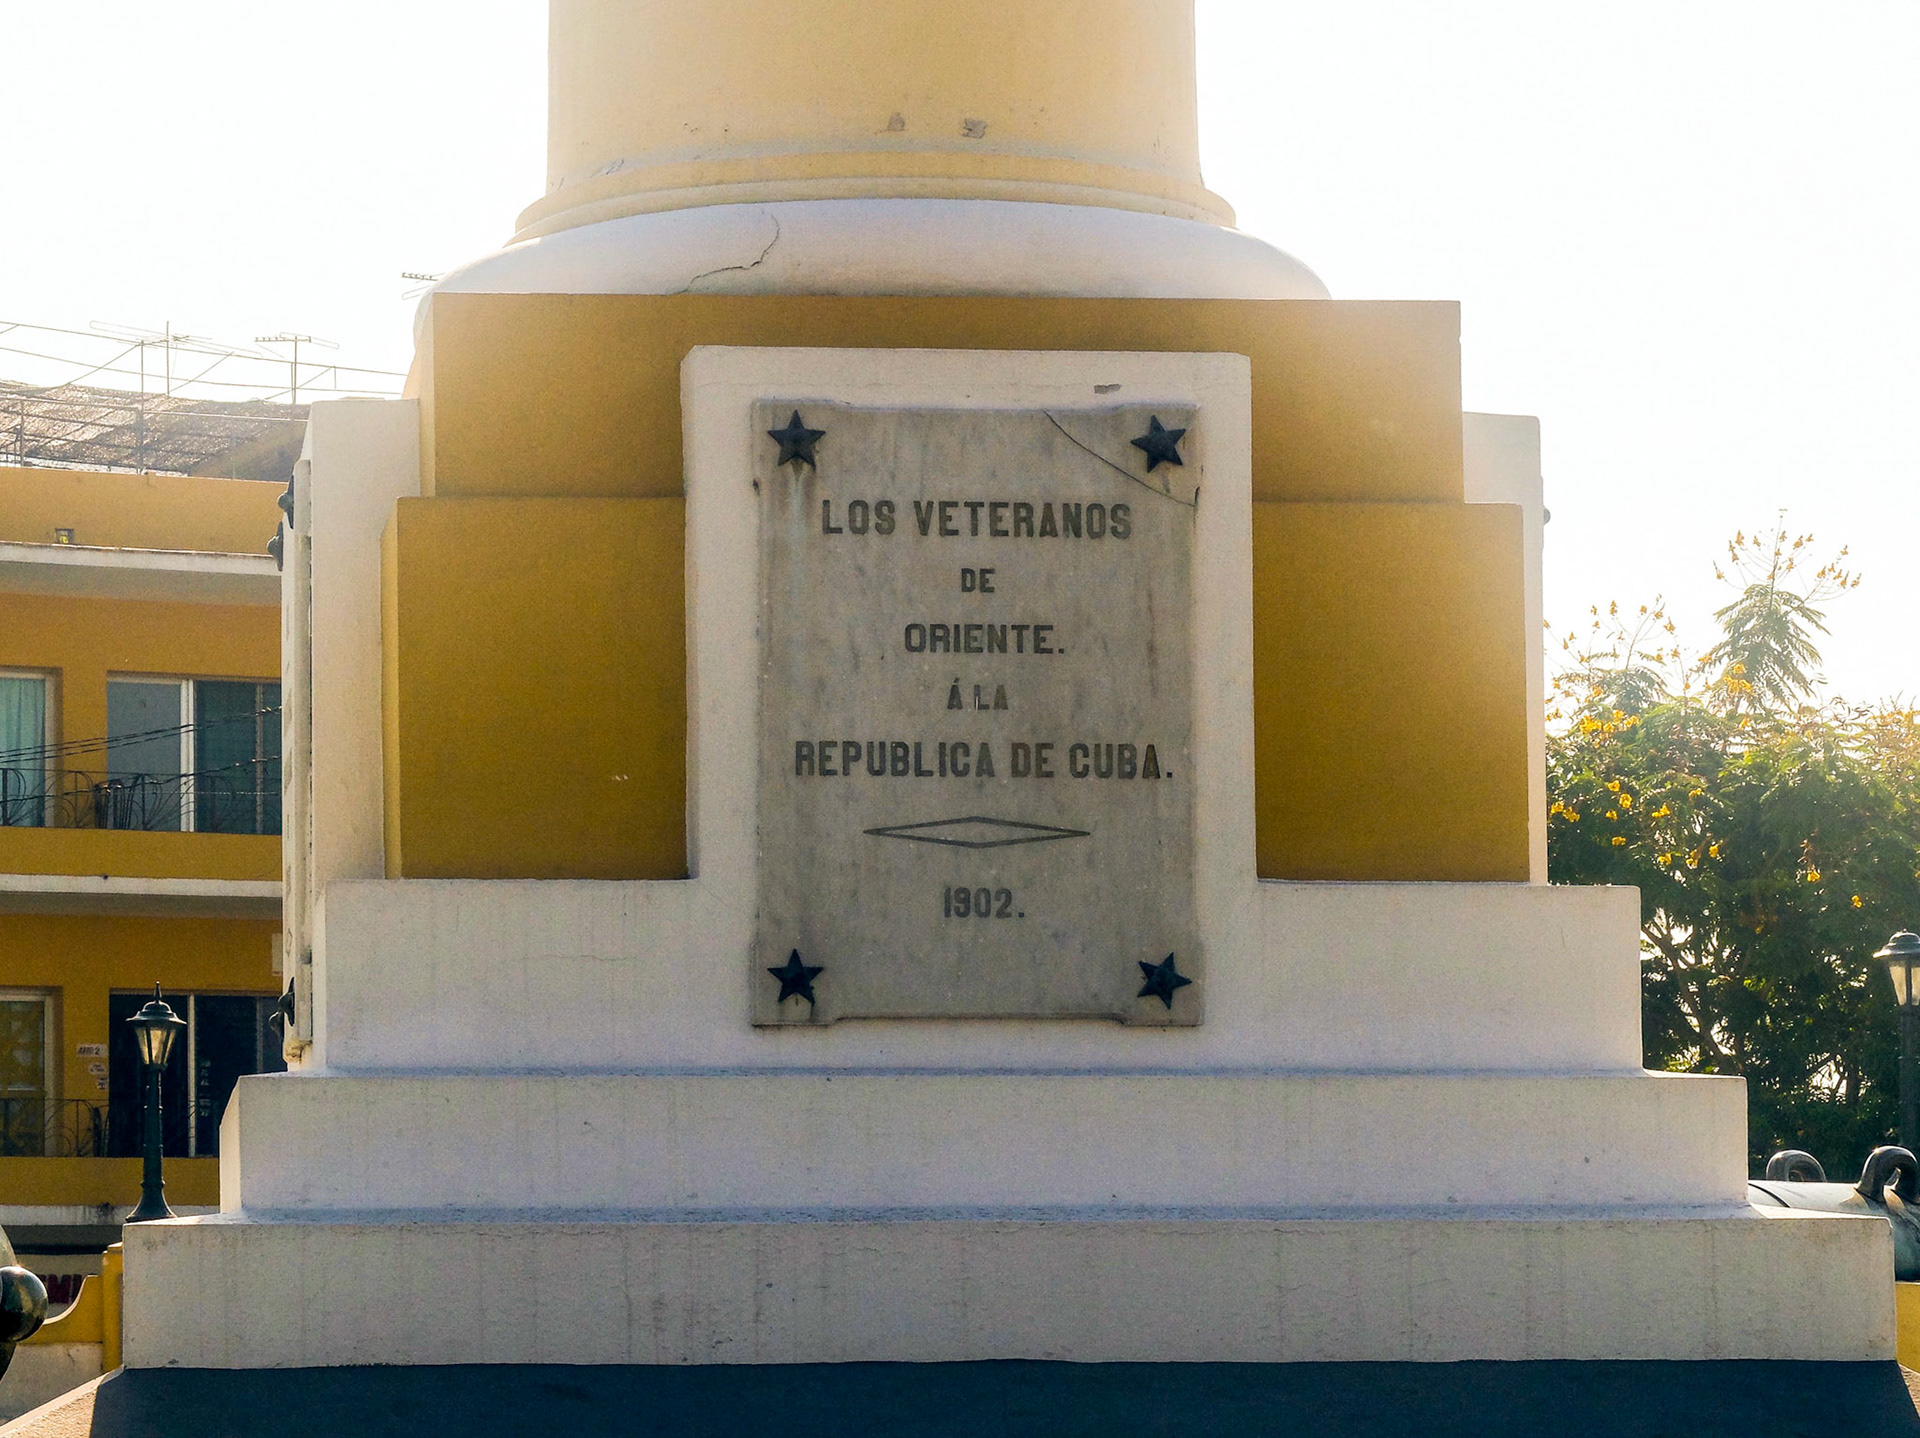 LOS VETERANOS
DE
ORIENTE.
Á LA
REPUBLICA DE CUBA.
1902.